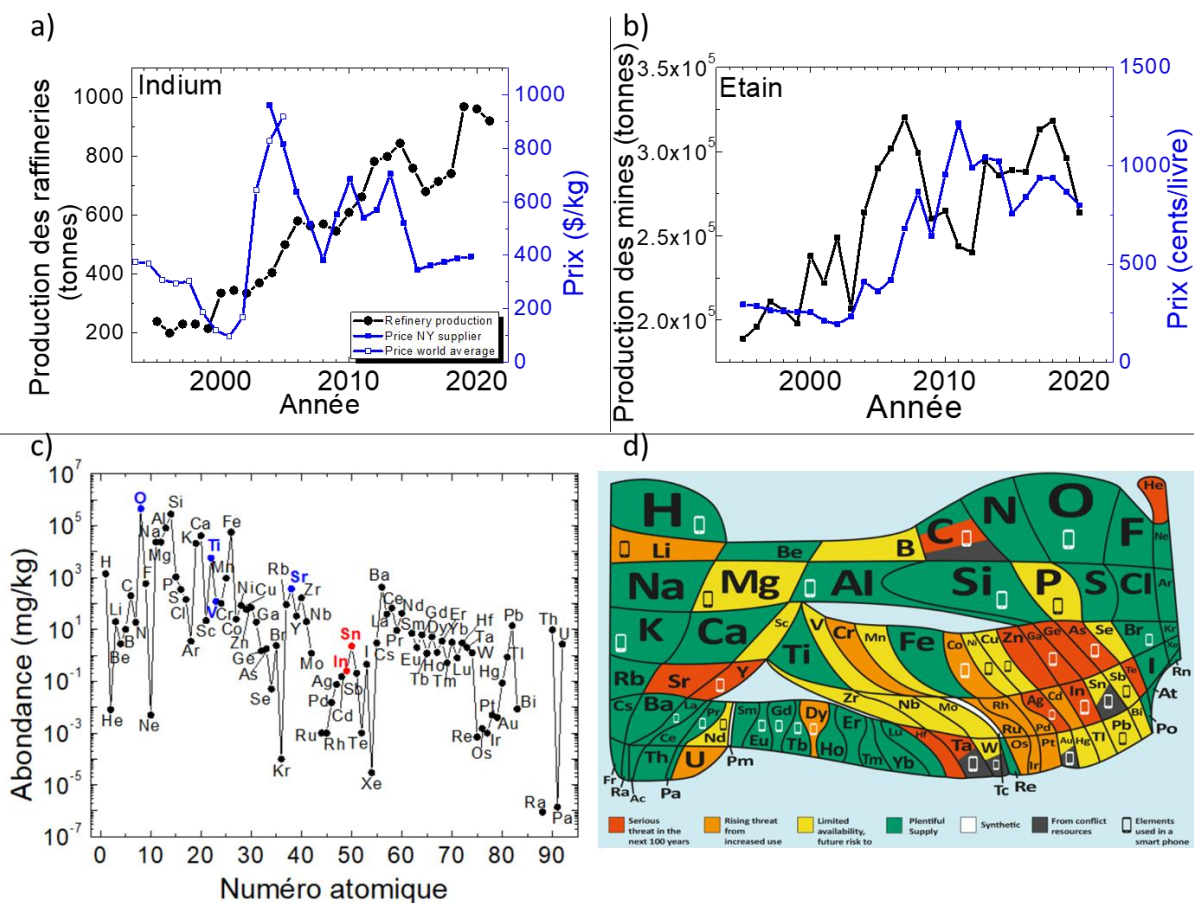 a)
Indium
Production des raffineries
(tonnes)
1000
800
600
400
200
1000
800
600
400
200
0
Prix ($/kg)
Refinery production
Price NY supplier
Price world average
2000
2010
2020
Année
b)
Etain
Production des mines (tonnes)
3.5x10⁵
3.0x10⁵
2.5x10⁵
2.0x10⁵
1500
1000
500
0
Prix (cents/livre)
2000
2010
2020
Année
c)
Abondance (mg/kg)
10⁷
10⁵
10³
10¹
10⁻¹
10⁻³
10⁻⁵
10⁻⁷
H
He
Li
Be
B
C
N
O
F
Ne
Na
Mg
Al
Si
P
S
Cl
Ar
K
Ca
Sc
Ti
V
Cr
Mn
Fe
Co
Ni
Cu
Zn
Ga
Ge
As
Se
Br
Kr
Rb
Sr
Y
Zr
Nb
Mo
Ru
Rh
Pd
Ag
Cd
In
Sn
Sb
Te
I
Xe
Cs
Ba
La
Ce
Pr
Sm
Eu
Gd
Tb
Dy
Ho
Er
Tm
Yb
Lu
Hf
Ta
W
Re
Os
Ir
Pt
Au
Hg
Tl
Pb
Bi
Ra
Th
Pa
U
0 10 20 30 40 50 60 70 80 90
Numéro atomique
d)
H
He
Li
Be
B
C
N
O
F
Ne
Na
Mg
Al
Si
P
S
Cl
Ar
K
Ca
Sc
Ti
V
Cr
Mn
Fe
Co
Ni
Cu
Zn
Ga
Ge
As
Se
Br
Kr
Rb
Sr
Y
Zr
Nb
Mo
Tc
Ru
Rh
Pd
Ag
Cd
In
Sn
Sb
Te
I
Xe
Cs
Ba
La
Ce
Pr
Nd
Pm
Sm
Eu
Gd
Tb
Dy
Ho
Er
Tm
Yb
Lu
Hf
Ta
W
Re
Os
Ir
Pt
Au
Hg
Tl
Pb
Bi
Po
At
Rn
Fr
Ra
Ac
Th
Pa
U
Serious
threat in the
next 100 years
Rising threat
from
increased use
Limited
availability,
future risk to
Plentiful
Supply
Synthetic
From conflict
resources
Elements
used in a
smart phone